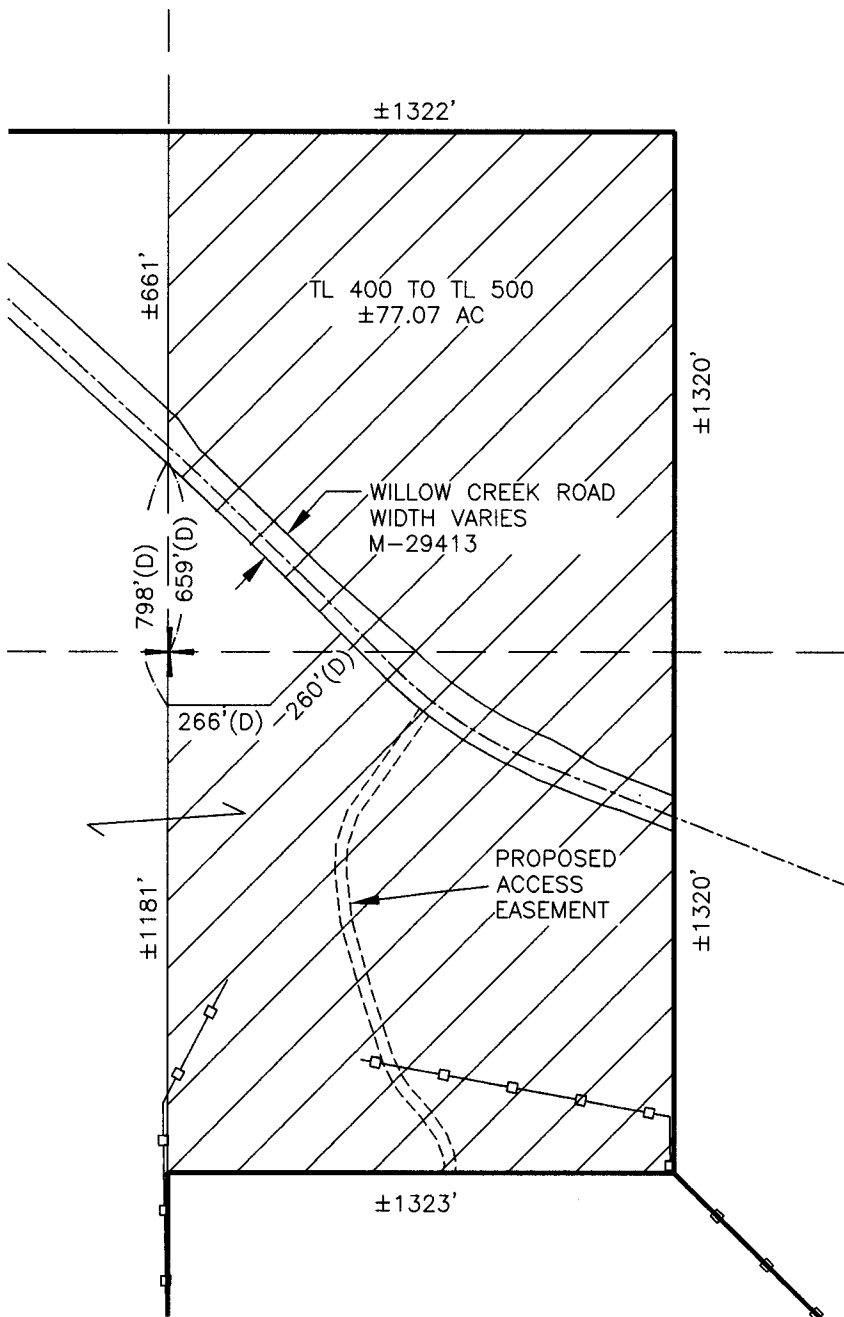 ±1322'
±661'
TL 400 TO TL 500
±77.07 AC
±1320'
WILLOW CREEK ROAD
WIDTH VARIES
M-29413
798'(D)
659'(D)
266'(D)
260'(D)
PROPOSED
ACCESS
EASEMENT
±1181'
±1320'
±1323'